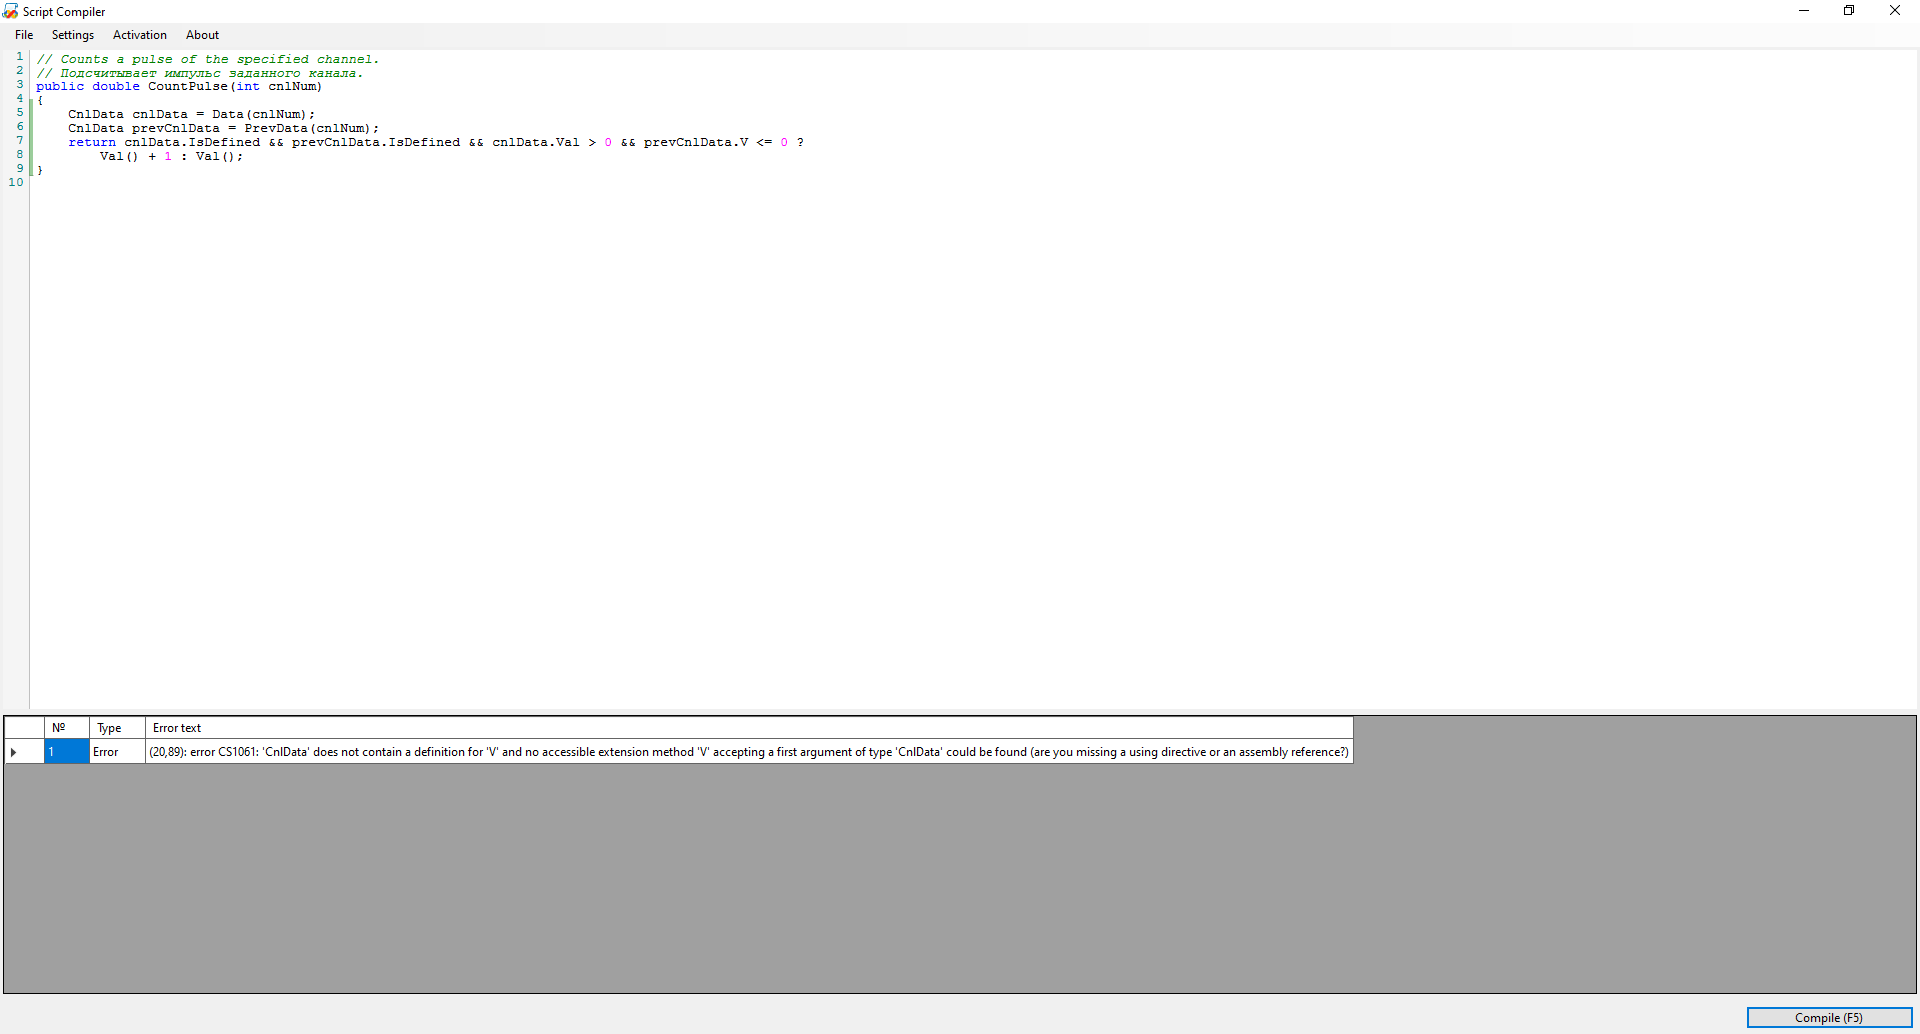 Script Compiler
File Settings Activation About
1 // Counts a pulse of the specified channel.
2 // Подсчитывает импульс заданного канала.
3 public double CountPulse(int cnlNum)
4 {
5 CnlData cnlData = Data(cnlNum);
6 CnlData prevCnlData = PrevData(cnlNum);
7 return cnlData.IsDefined && prevCnlData.IsDefined && cnlData.Val > 0 && prevCnlData.V <= 0 ?
8 Val() + 1 : Val();
9 }
10
№ Type Error text
1 Error (20,89): error CS1061: 'CnlData' does not contain a definition for 'V' and no accessible extension method 'V' accepting a first argument of type 'CnlData' could be found (are you missing a using directive or an assembly reference?)
Compile (F5)